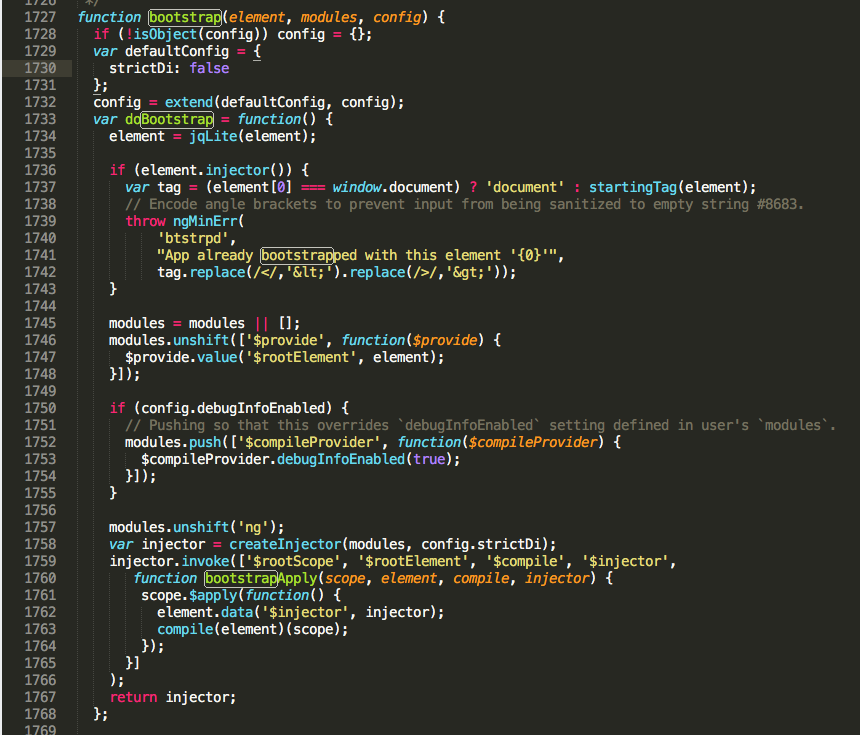 1726   */
1727  function bootstrap(element, modules, config) {
1728    if (!isObject(config)) config = {};
1729    var defaultConfig = {
1730      strictDi: false
1731    };
1732    config = extend(defaultConfig, config);
1733    var doBootstrap = function() {
1734      element = jqLite(element);
1735
1736      if (element.injector()) {
1737        var tag = (element[0] === window.document) ? 'document' : startingTag(element);
1738        // Encode angle brackets to prevent input from being sanitized to empty string #8683.
1739        throw ngMinErr(
1740            'btstrpd',
1741            "App already bootstrapped with this element '{0}'",
1742            tag.replace(/</,'&lt;').replace(/>/,'&gt;'));
1743      }
1744
1745      modules = modules || [];
1746      modules.unshift(['$provide', function($provide) {
1747        $provide.value('$rootElement', element);
1748      }]);
1749
1750      if (config.debugInfoEnabled) {
1751        // Pushing so that this overrides `debugInfoEnabled` setting defined in user's `modules`.
1752        modules.push(['$compileProvider', function($compileProvider) {
1753          $compileProvider.debugInfoEnabled(true);
1754        }]);
1755      }
1756
1757      modules.unshift('ng');
1758      var injector = createInjector(modules, config.strictDi);
1759      injector.invoke(['$rootScope', '$rootElement', '$compile', '$injector',
1760         function bootstrapApply(scope, element, compile, injector) {
1761          scope.$apply(function() {
1762            element.data('$injector', injector);
1763            compile(element)(scope);
1764          });
1765        }]
1766      );
1767      return injector;
1768    };
1769